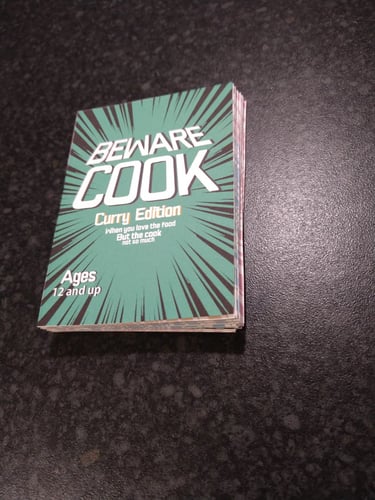 BEWARE
COOK
Curry Edition
When you love the food
But the cook
not so much
Ages
12 and up